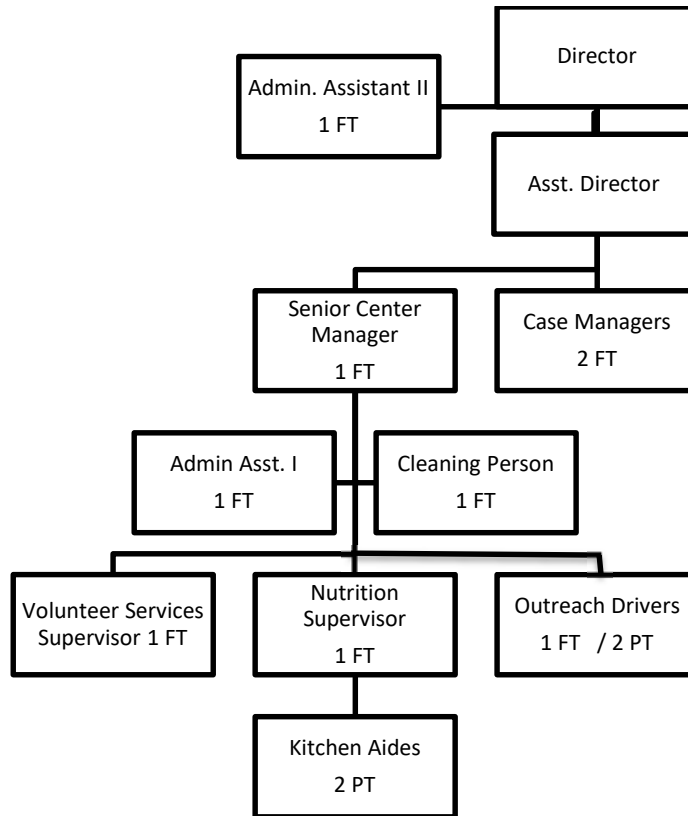 Director
Admin. Assistant II
1 FT
Asst. Director
Senior Center
Manager
1 FT
Case Managers
2 FT
Admin Asst. I
1 FT
Cleaning Person
1 FT
Volunteer Services
Supervisor 1 FT
Nutrition
Supervisor
1 FT
Outreach Drivers
1 FT / 2 PT
Kitchen Aides
2 PT